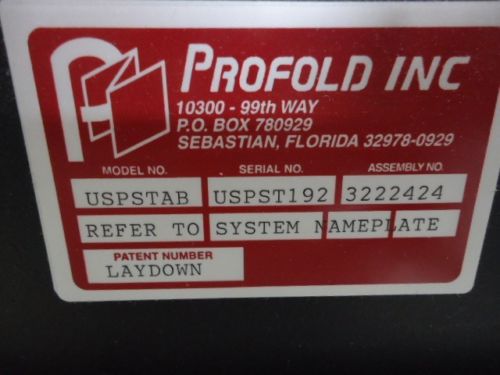 PROFOLD INC
10300 - 99th WAY
P.O. BOX 780929
SEBASTIAN, FLORIDA 32978-0929
MODEL NO. SERIAL NO. ASSEMBLY NO.
USPSTAB USPST192 3222424
REFER TO SYSTEM NAMEPLATE
PATENT NUMBER
LAYDOWN